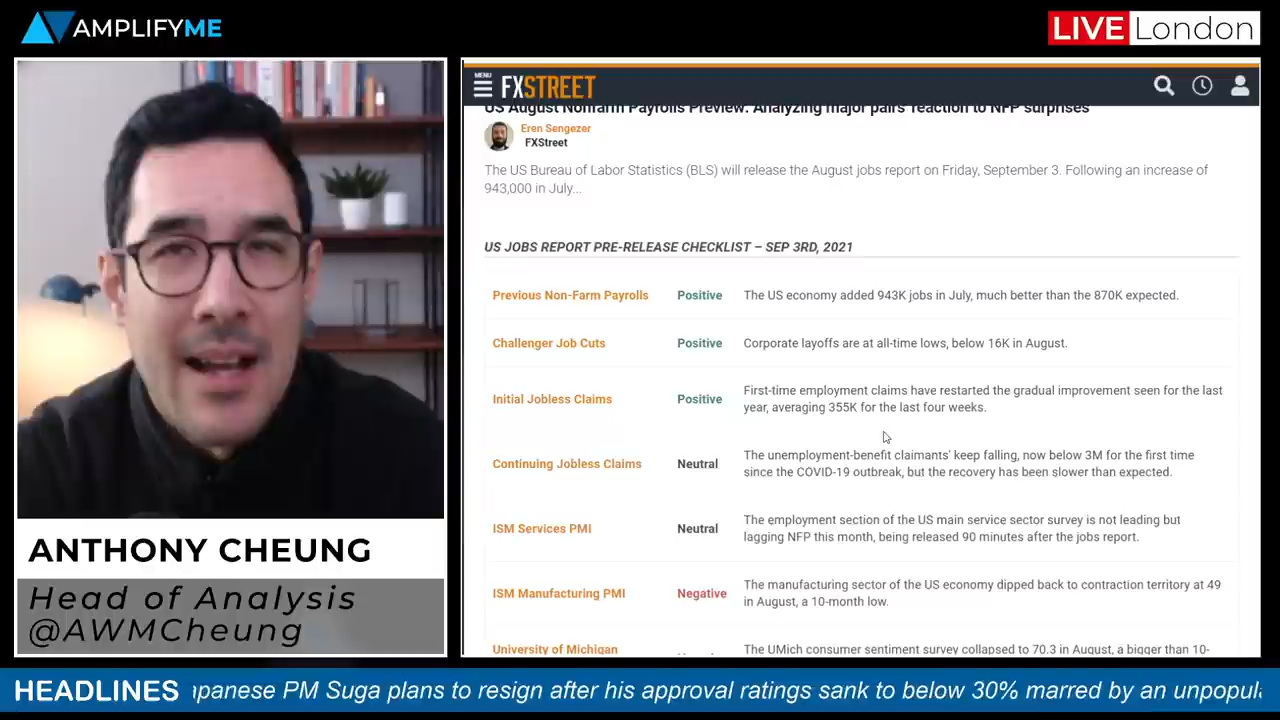 AMPLIFYME
LIVE London
MENU
FXSTREET
US August Nonfarm Payrolls Preview: Analyzing major pairs' reaction to NFP surprises
Eren Sengezer
FXStreet
The US Bureau of Labor Statistics (BLS) will release the August jobs report on Friday, September 3. Following an increase of
943,000 in July...
US JOBS REPORT PRE-RELEASE CHECKLIST – SEP 3RD, 2021
Previous Non-Farm Payrolls Positive The US economy added 943K jobs in July, much better than the 870K expected.
Challenger Job Cuts Positive Corporate layoffs are at all-time lows, below 16K in August.
Initial Jobless Claims Positive First-time employment claims have restarted the gradual improvement seen for the last
year, averaging 355K for the last four weeks.
Continuing Jobless Claims Neutral The unemployment-benefit claimants' keep falling, now below 3M for the first time
since the COVID-19 outbreak, but the recovery has been slower than expected.
ISM Services PMI Neutral The employment section of the US main service sector survey is not leading but
lagging NFP this month, being released 90 minutes after the jobs report.
ISM Manufacturing PMI Negative The manufacturing sector of the US economy dipped back to contraction territory at 49
in August, a 10-month low.
University of Michigan The UMich consumer sentiment survey collapsed to 70.3 in August, a bigger than 10-
ANTHONY CHEUNG
Head of Analysis
@AWMCheung
HEADLINES panese PM Suga plans to resign after his approval ratings sank to below 30% marred by an unpopul